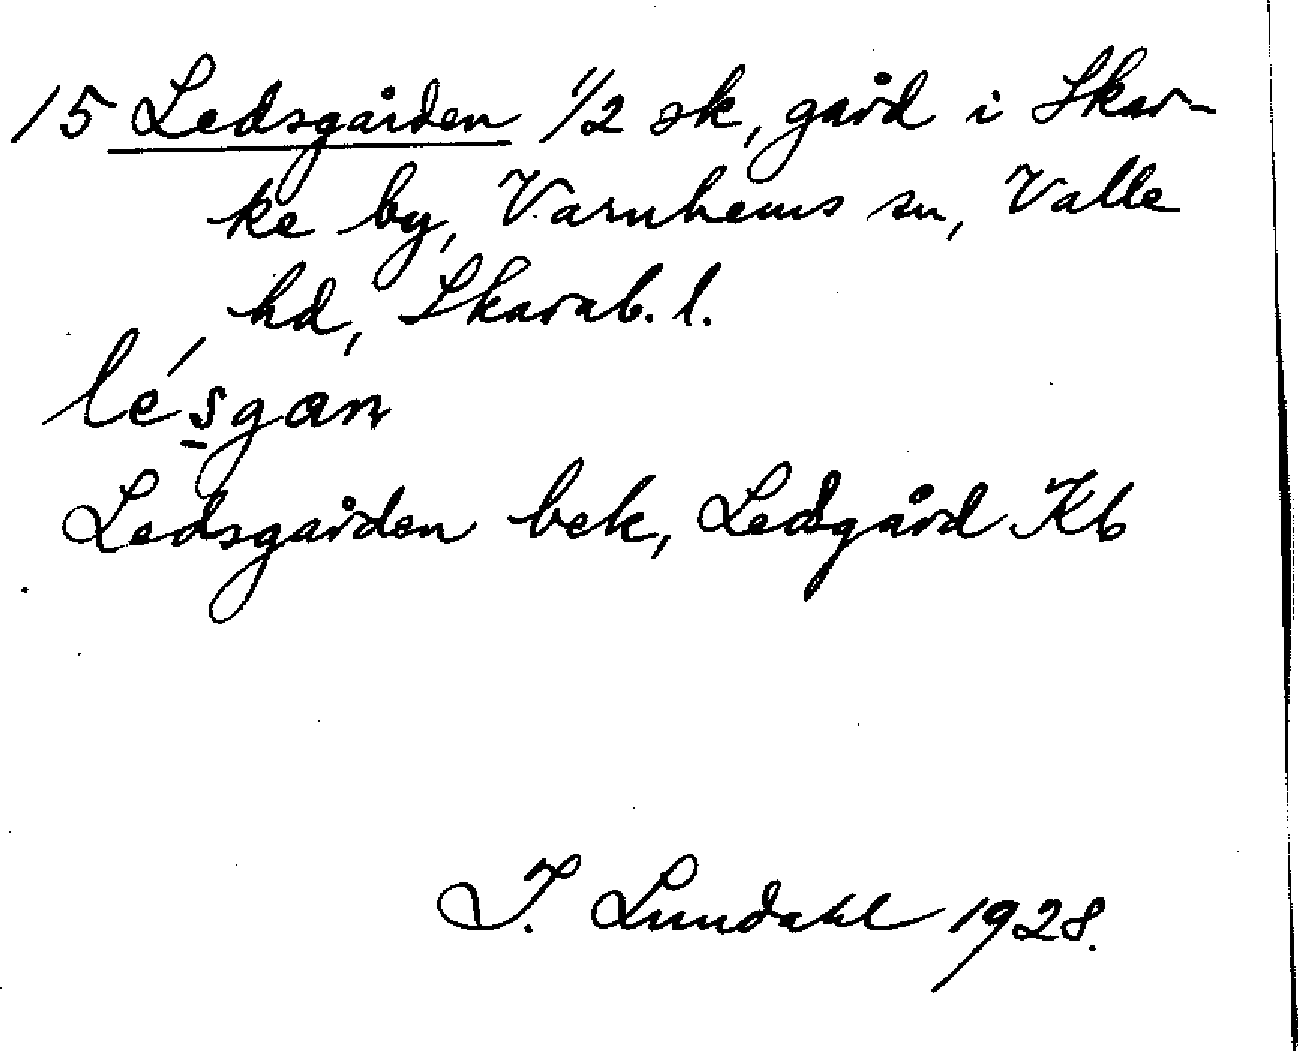 15 Ledsgården 1/2 sk, gård i Skar-
ke by, Varnhems sn, Valle
hd, Skarab. l.
lésgan
Ledsgården bek, Ledsgård Kb
I. Lundahl 1928.